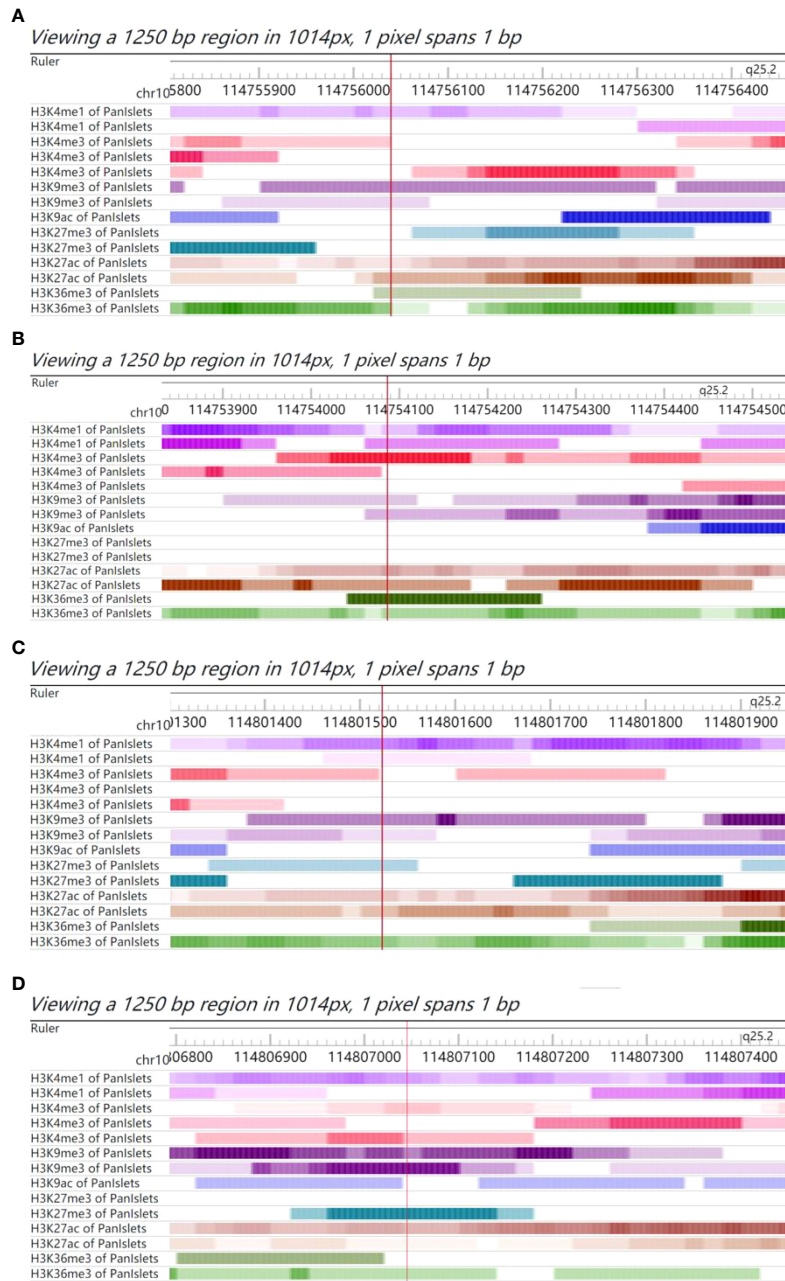 A
Viewing a 1250 bp region in 1014px, 1 pixel spans 1 bp
Ruler
q25.2
chr10 5800 114755900 114756000 114756100 114756200 114756300 114756400
H3K4me1 of PanIslets
H3K4me1 of PanIslets
H3K4me3 of PanIslets
H3K4me3 of PanIslets
H3K4me3 of PanIslets
H3K9me3 of PanIslets
H3K9me3 of PanIslets
H3K9ac of PanIslets
H3K27me3 of PanIslets
H3K27me3 of PanIslets
H3K27ac of PanIslets
H3K27ac of PanIslets
H3K36me3 of PanIslets
H3K36me3 of PanIslets
B
Viewing a 1250 bp region in 1014px, 1 pixel spans 1 bp
Ruler
q25.2
chr10 0 114753900 114754000 114754100 114754200 114754300 114754400 114754500
H3K4me1 of PanIslets
H3K4me1 of PanIslets
H3K4me3 of PanIslets
H3K4me3 of PanIslets
H3K4me3 of PanIslets
H3K9me3 of PanIslets
H3K9me3 of PanIslets
H3K9ac of PanIslets
H3K27me3 of PanIslets
H3K27me3 of PanIslets
H3K27ac of PanIslets
H3K27ac of PanIslets
H3K36me3 of PanIslets
H3K36me3 of PanIslets
C
Viewing a 1250 bp region in 1014px, 1 pixel spans 1 bp
Ruler
q25.2
chr10 01300 114801400 114801500 114801600 114801700 114801800 114801900
H3K4me1 of PanIslets
H3K4me1 of PanIslets
H3K4me3 of PanIslets
H3K4me3 of PanIslets
H3K4me3 of PanIslets
H3K9me3 of PanIslets
H3K9me3 of PanIslets
H3K9ac of PanIslets
H3K27me3 of PanIslets
H3K27me3 of PanIslets
H3K27ac of PanIslets
H3K27ac of PanIslets
H3K36me3 of PanIslets
H3K36me3 of PanIslets
D
Viewing a 1250 bp region in 1014px, 1 pixel spans 1 bp
Ruler
q25.2
chr10 06800 114806900 114807000 114807100 114807200 114807300 114807400
H3K4me1 of PanIslets
H3K4me1 of PanIslets
H3K4me3 of PanIslets
H3K4me3 of PanIslets
H3K4me3 of PanIslets
H3K9me3 of PanIslets
H3K9me3 of PanIslets
H3K9ac of PanIslets
H3K27me3 of PanIslets
H3K27me3 of PanIslets
H3K27ac of PanIslets
H3K27ac of PanIslets
H3K36me3 of PanIslets
H3K36me3 of PanIslets